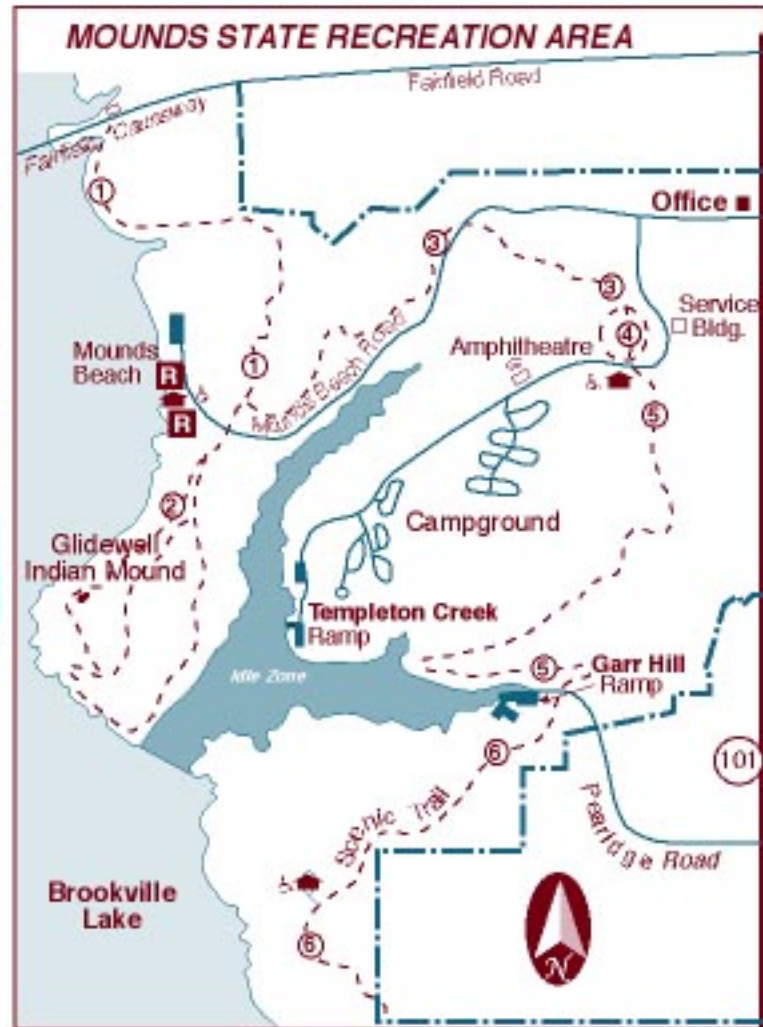 MOUNDS STATE RECREATION AREA
Fairfield Road
Fairfield Causeway
1
Office
3
3
Service
Bldg.
4
Amphitheatre
Mounds
Beach
R
R
1
Mounds Beach Road
5
2
Campground
Glidewell
Indian Mound
Templeton Creek
Ramp
Idle Zone
5
Garr Hill
Ramp
6
101
Scenic Trail
Pearidge Road
Brookville
Lake
6
N